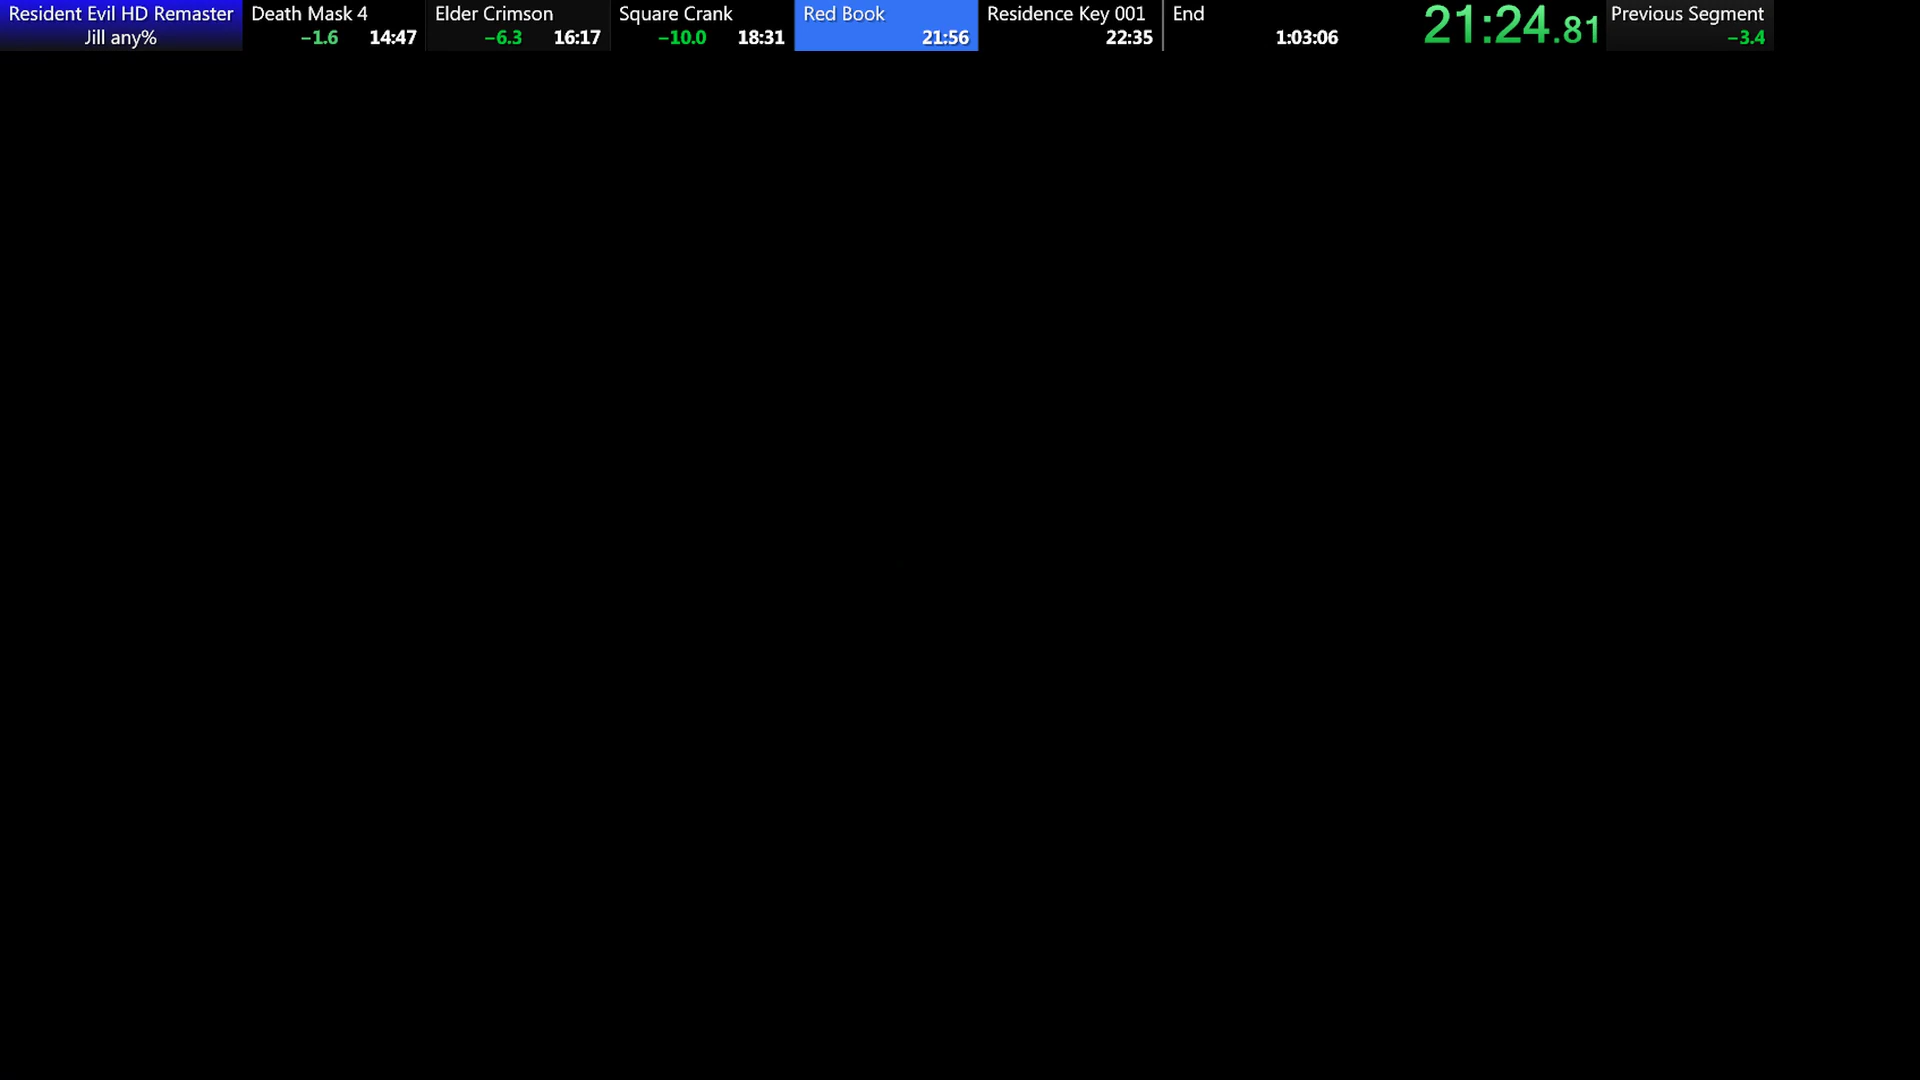 Resident Evil HD Remaster
Jill any%
Death Mask 4
−1.6 14:47
Elder Crimson
−6.3 16:17
Square Crank
−10.0 18:31
Red Book
21:56
Residence Key 001
22:35
End
1:03:06
21:24.81
Previous Segment
−3.4